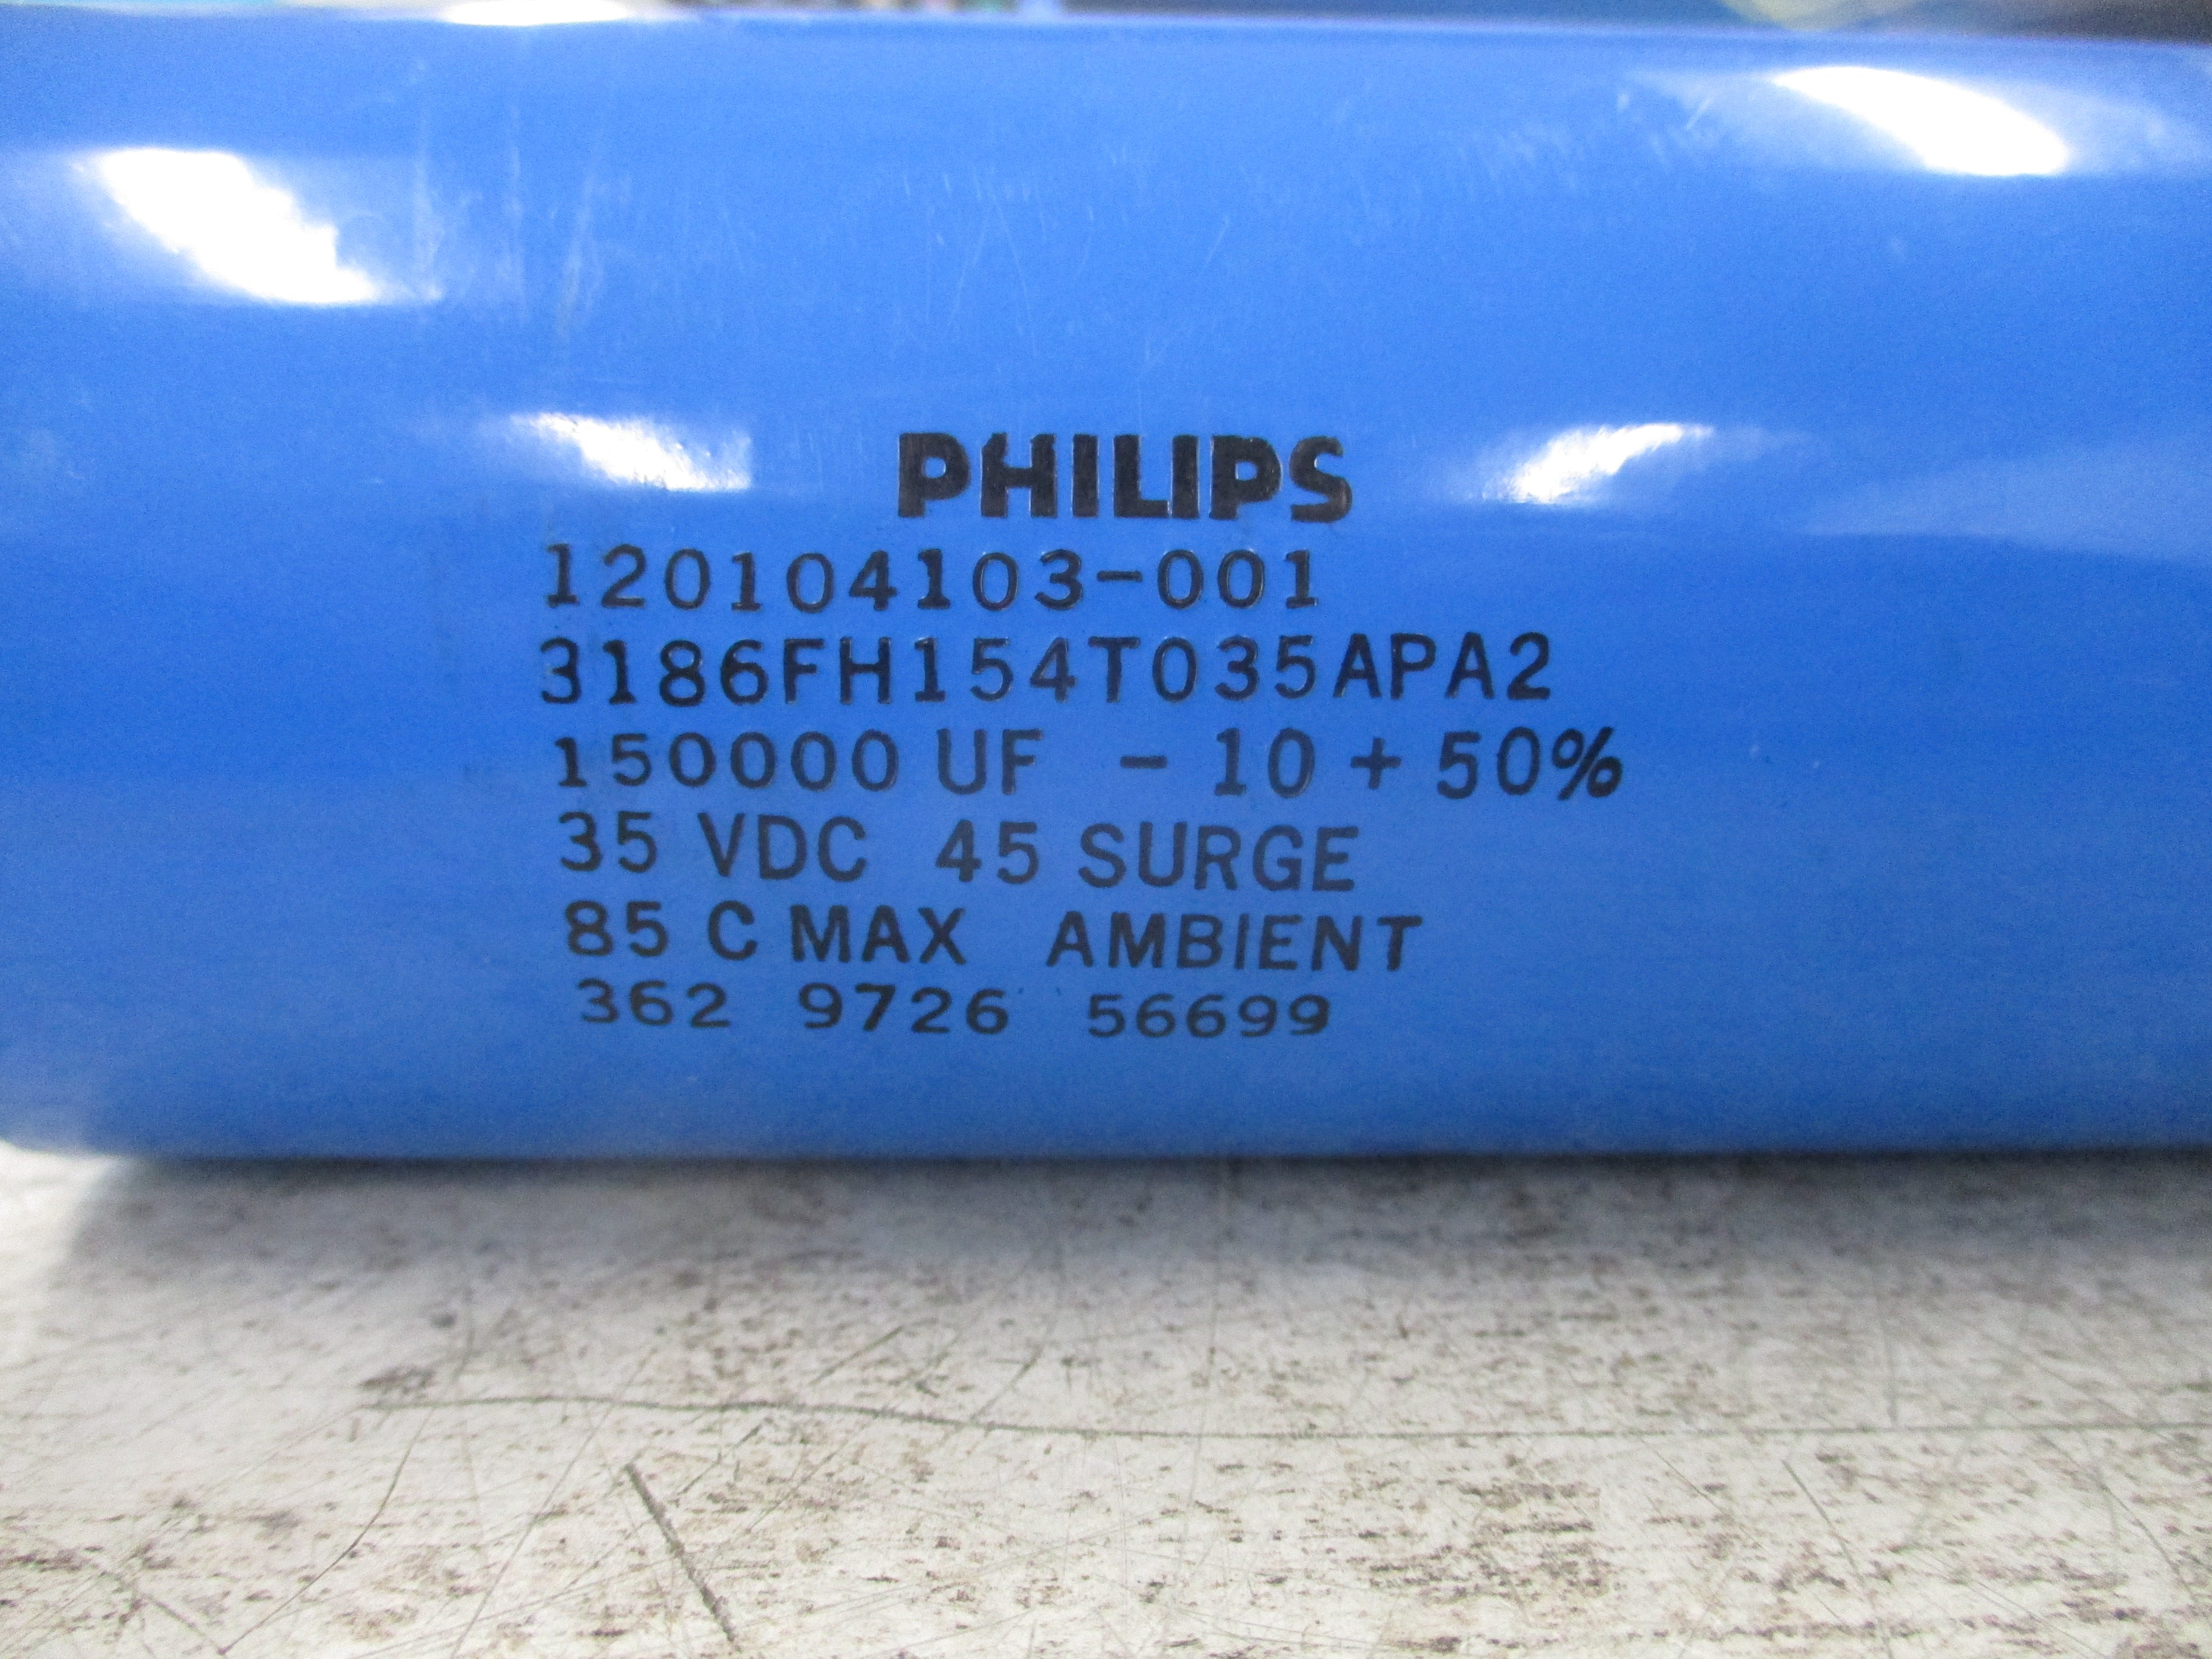 PHILIPS
120104103-001
3186FH154T035APA2
150000 UF - 10 + 50%
35 VDC 45 SURGE
85 C MAX AMBIENT
362 9726 56699